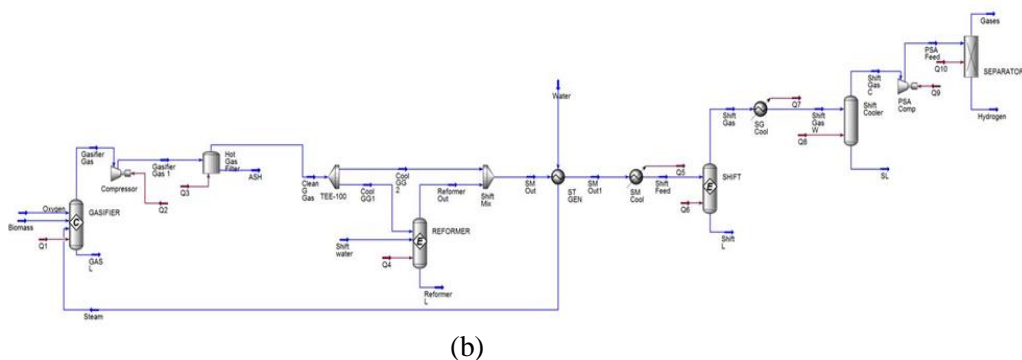 Gases
PSA
Feed
Q10
SEPARATOR
Shift
Gas
C
PSA
Comp
Q9
Hydrogen
Water
Shift
Gas
SG
Cool
Q7
Shift
Gas
W
Shift
Cooler
Q8
SL
Gasifier
Gas
Compressor
Gasifier
Gas 1
Q2
Hot
Gas
Filter
Q3
ASH
Clean
G
Gas
TEE-100
Cool
GG
2
Cool
GG1
Reformer
Out
Shift
Mix
SM
Out
ST
GEN
SM
Out1
SM
Cool
Q5
Shift
Feed
SHIFT
E
Q6
Shift
L
Oxygen
Biomass
Q1
GASIFIER
C
GAS
L
Shift
water
REFORMER
E
Q4
Reformer
L
Steam
(b)